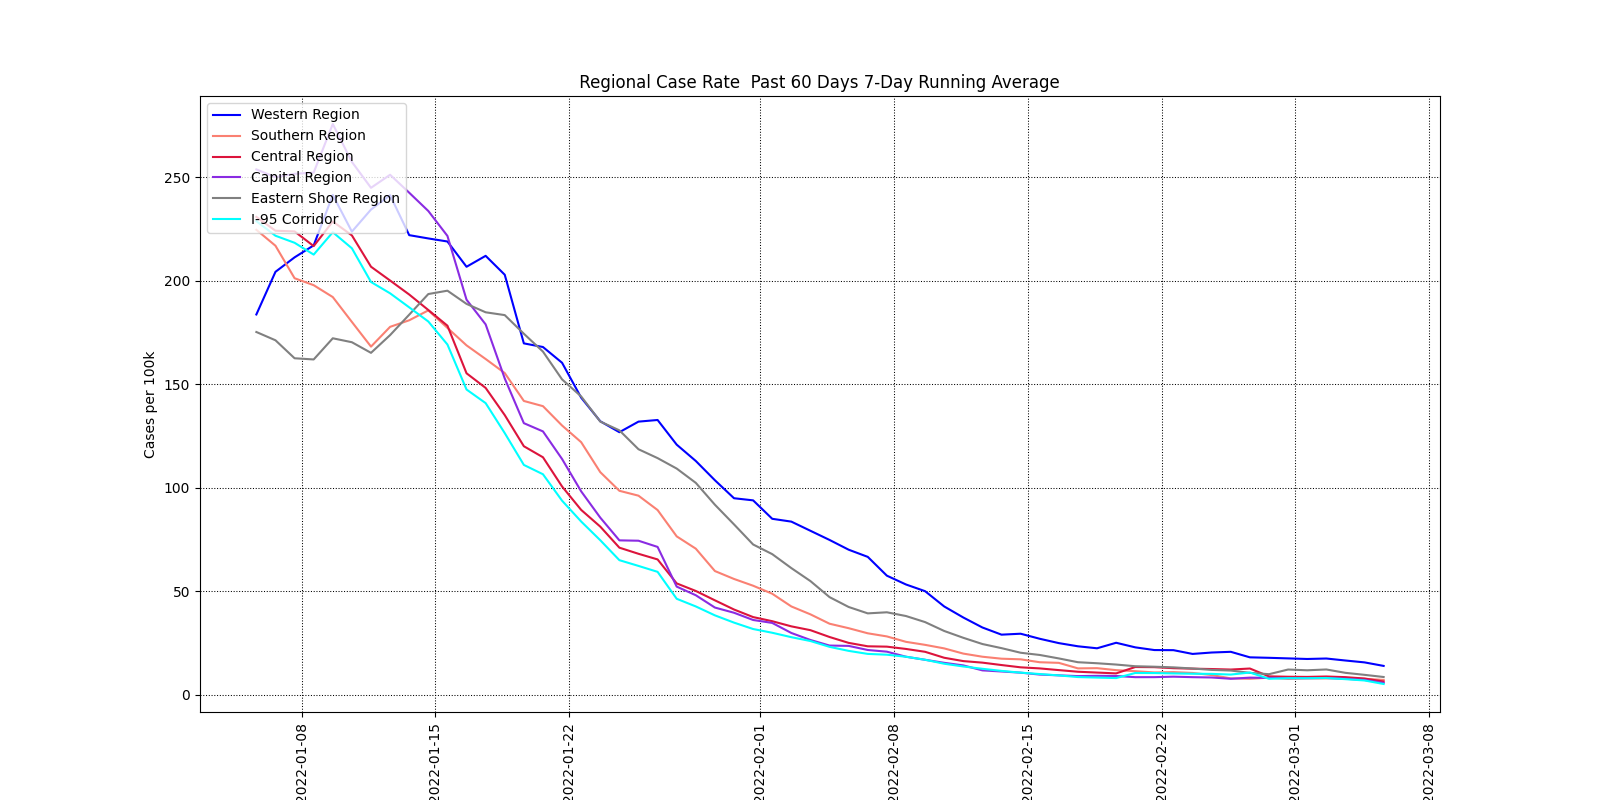 Regional Case Rate  Past 60 Days 7-Day Running Average
Western Region
Southern Region
Central Region
Capital Region
Eastern Shore Region
I-95 Corridor
Cases per 100k
250
200
150
100
50
0
2022-01-08
2022-01-15
2022-01-22
2022-02-01
2022-02-08
2022-02-15
2022-02-22
2022-03-01
2022-03-08